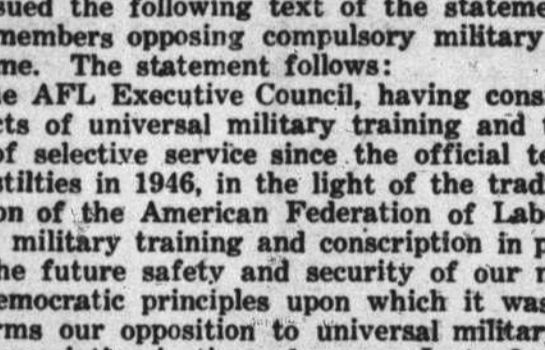 sued the following text of the stateme
members opposing compulsory military
me. The statement follows:
e AFL Executive Council, having cons
cts of universal military training and
of selective service since the official te
stilties in 1946, in the light of the trad
on of the American Federation of Lab
military training and conscription in p
he future safety and security of our
emocratic principles upon which it was
rms our opposition to universal militar